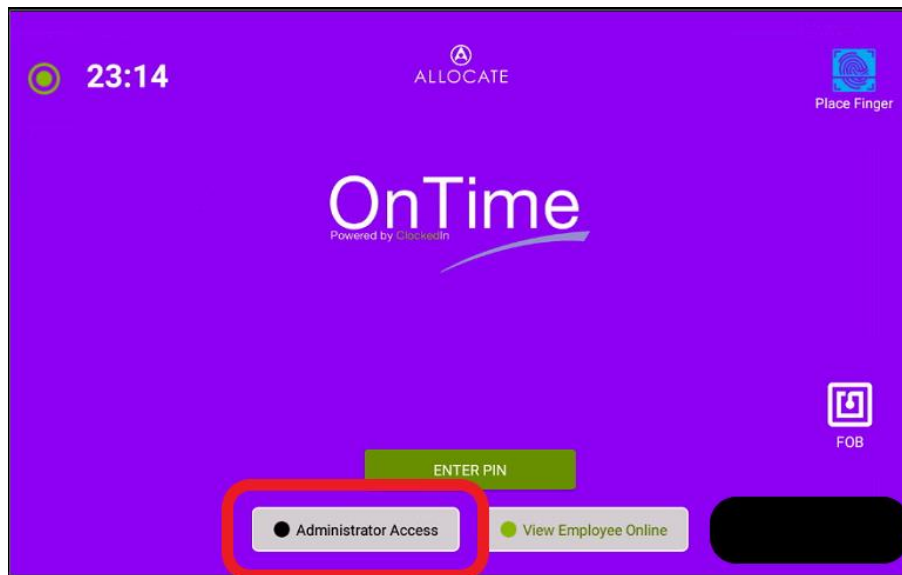 23:14
ALLOCATE
Place Finger
OnTime
Powered by ClockedIn
FOB
ENTER PIN
Administrator Access
View Employee Online